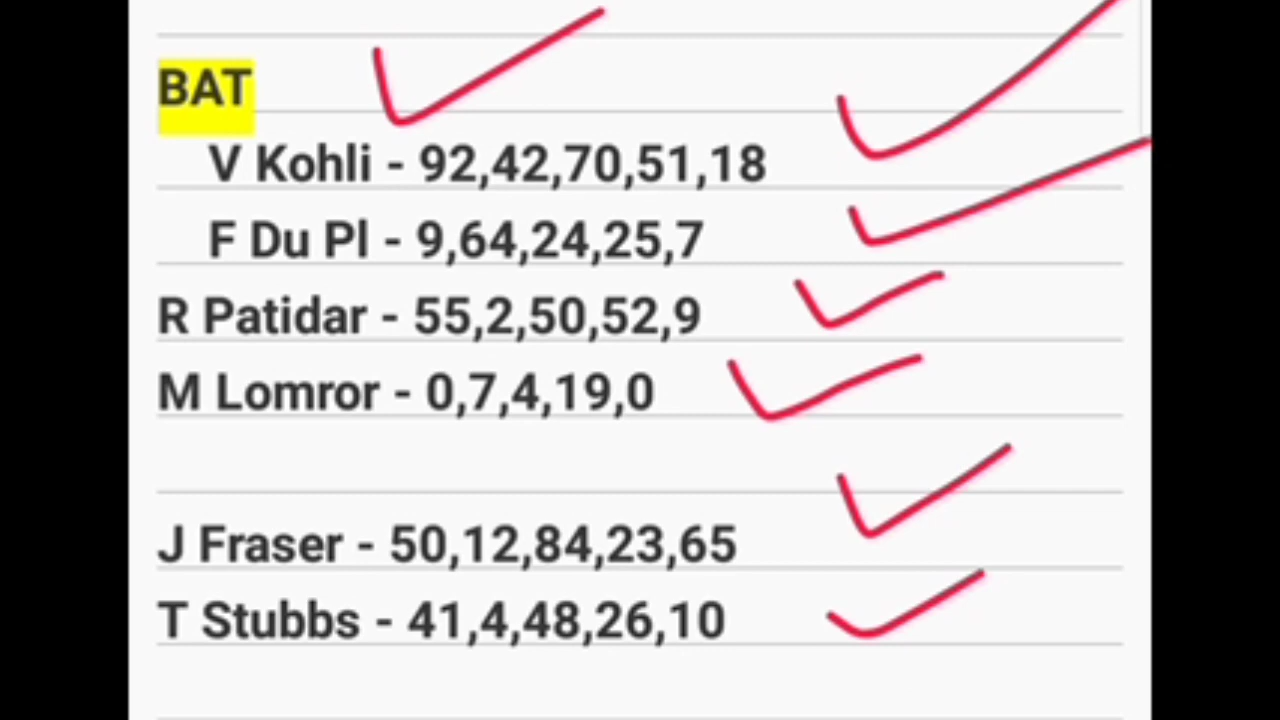 BAT
V Kohli - 92,42,70,51,18
F Du Pl - 9,64,24,25,7
R Patidar - 55,2,50,52,9
M Lomror - 0,7,4,19,0
J Fraser - 50,12,84,23,65
T Stubbs - 41,4,48,26,10